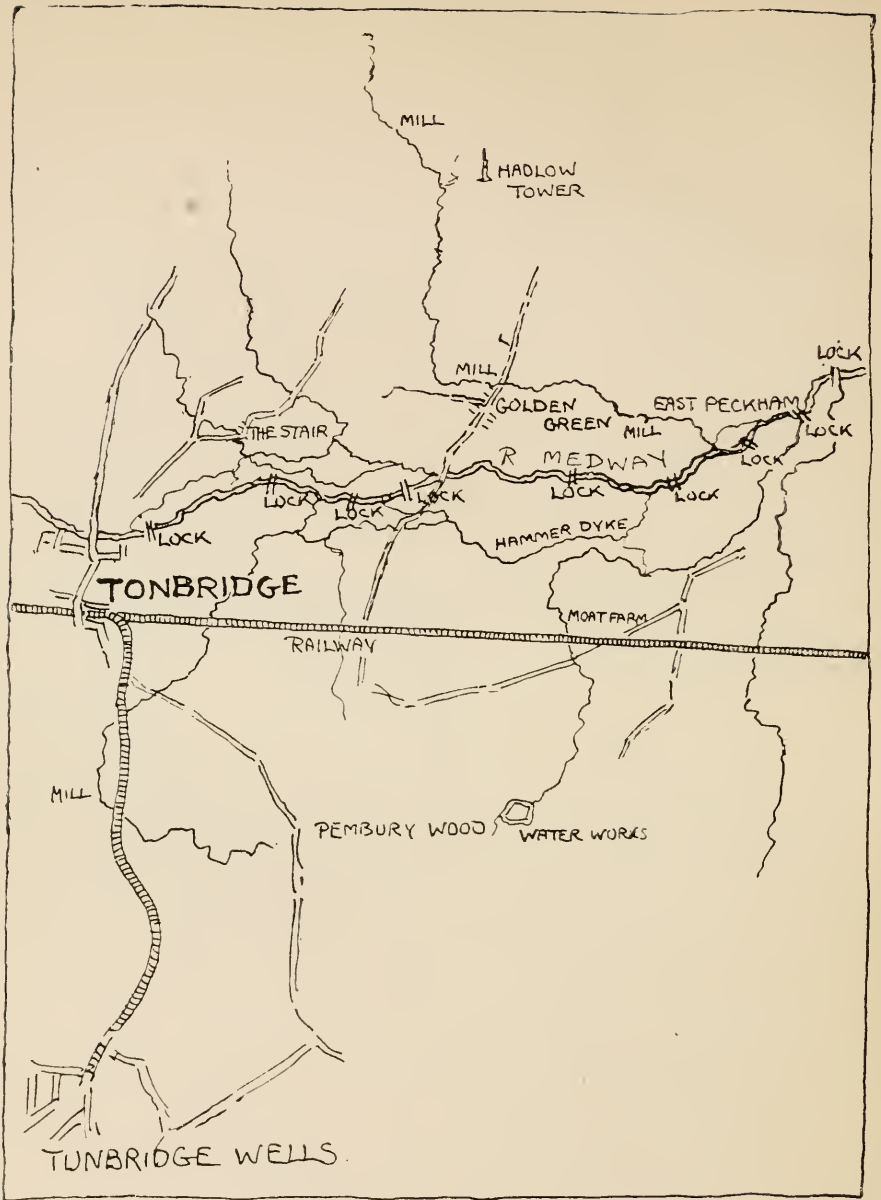 MILL
HADLOW
TOWER
LOCK
MILL
GOLDEN
GREEN
EAST PECKHAM
MILL
LOCK
THE STAIR
R MEDWAY
LOCK
LOCK
LOCK
LOCK
LOCK
LOCK
LOCK
HAMMER DYKE
TONBRIDGE
MOAT FARM
RAILWAY
MILL
PEMBURY WOOD
WATER WORKS
TUNBRIDGE WELLS.